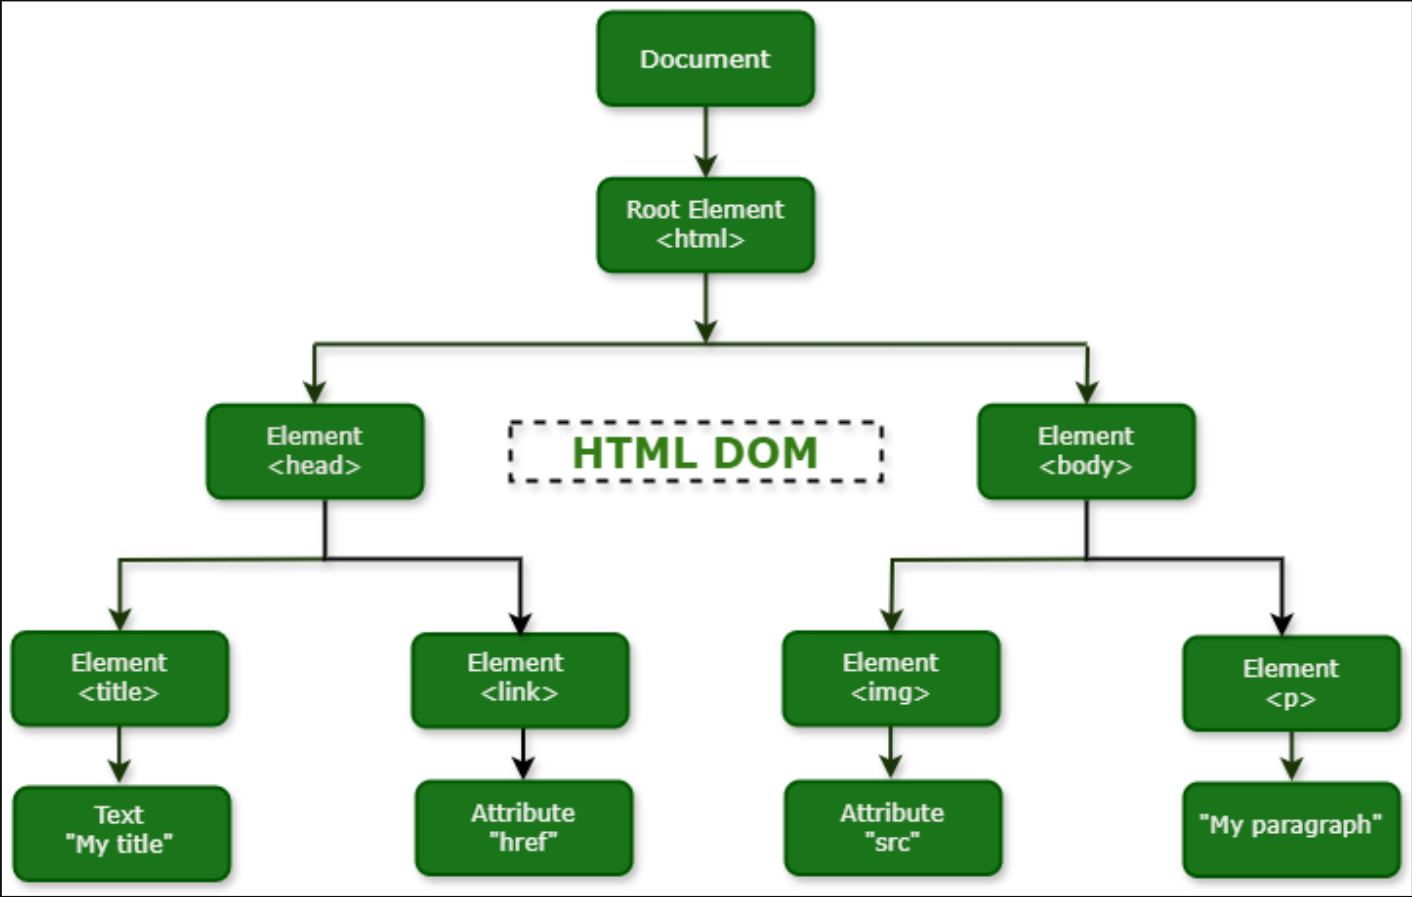 Document
Root Element
<html>
Element
<head>
HTML DOM
Element
<body>
Element
<title>
Element
<link>
Element
<img>
Element
<p>
Text
"My title"
Attribute
"href"
Attribute
"src"
"My paragraph"